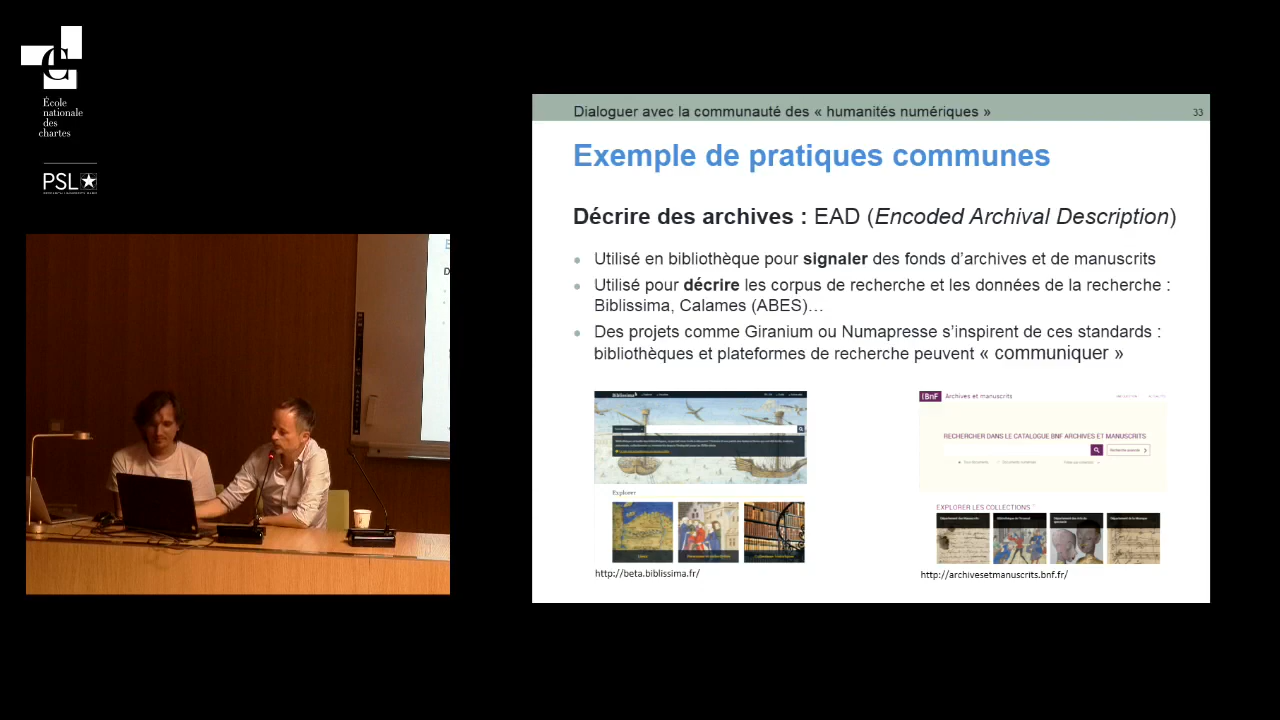 École
nationale
des
chartes
PSL
Dialoguer avec la communauté des « humanités numériques »
33
Exemple de pratiques communes
Décrire des archives : EAD (Encoded Archival Description)
Utilisé en bibliothèque pour signaler des fonds d'archives et de manuscrits
Utilisé pour décrire les corpus de recherche et les données de la recherche :
Biblissima, Calames (ABES)…
Des projets comme Giranium ou Numapresse s'inspirent de ces standards :
bibliothèques et plateformes de recherche peuvent « communiquer »
Biblissima
Explorer
http://beta.biblissima.fr/
BnF Archives et manuscrits
RECHERCHER DANS LE CATALOGUE BNF ARCHIVES ET MANUSCRITS
EXPLORER LES COLLECTIONS
http://archivesetmanuscrits.bnf.fr/